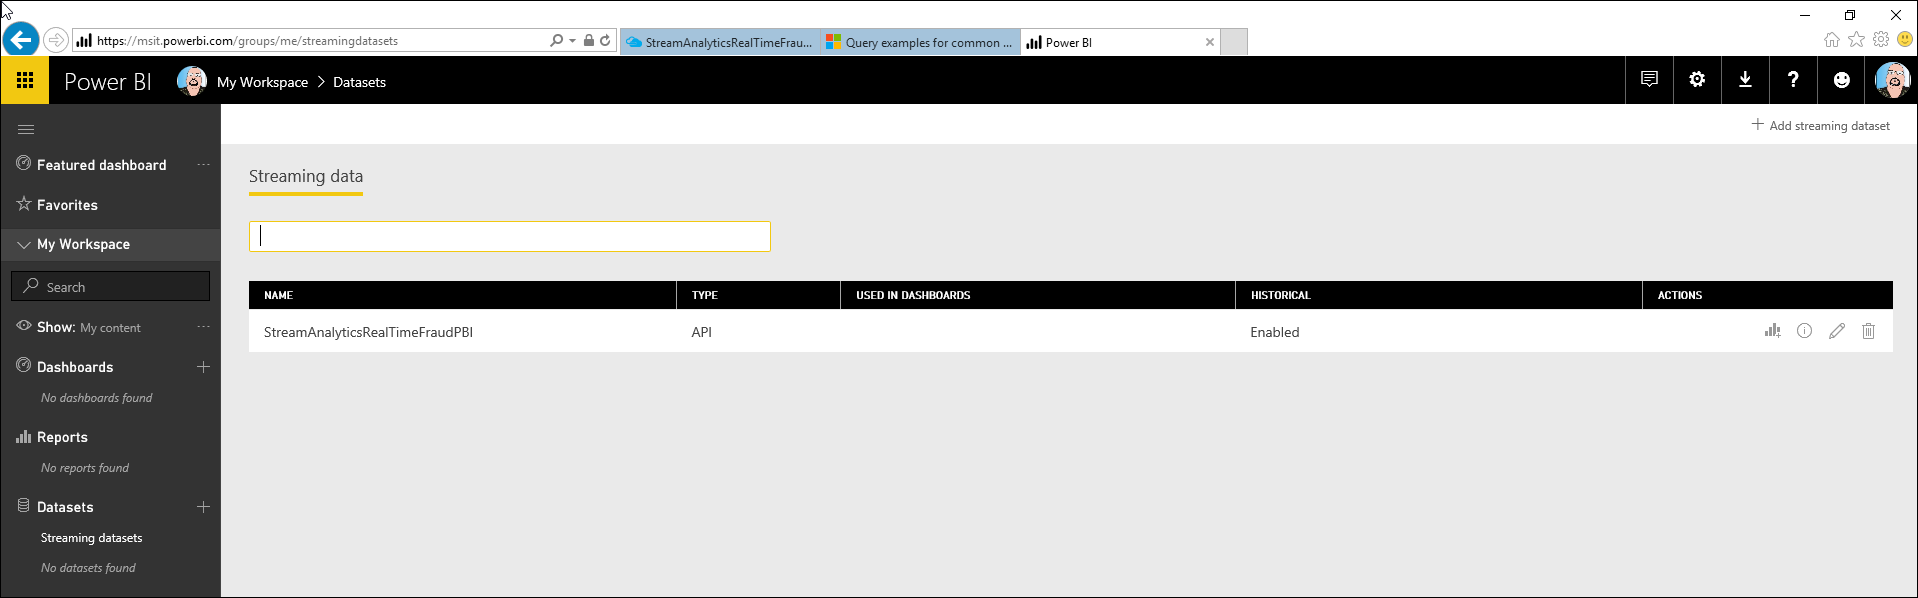 https://msit.powerbi.com/groups/me/streamingdatasets
StreamAnalyticsRealTimeFrau...
Query examples for common ...
Power BI
Power BI
My Workspace > Datasets
+ Add streaming dataset
Featured dashboard ...
Favorites
My Workspace
Search
Show: My content ...
Dashboards +
No dashboards found
Reports
No reports found
Datasets +
Streaming datasets
No datasets found
Streaming data
NAME TYPE USED IN DASHBOARDS HISTORICAL ACTIONS
StreamAnalyticsRealTimeFraudPBI API Enabled